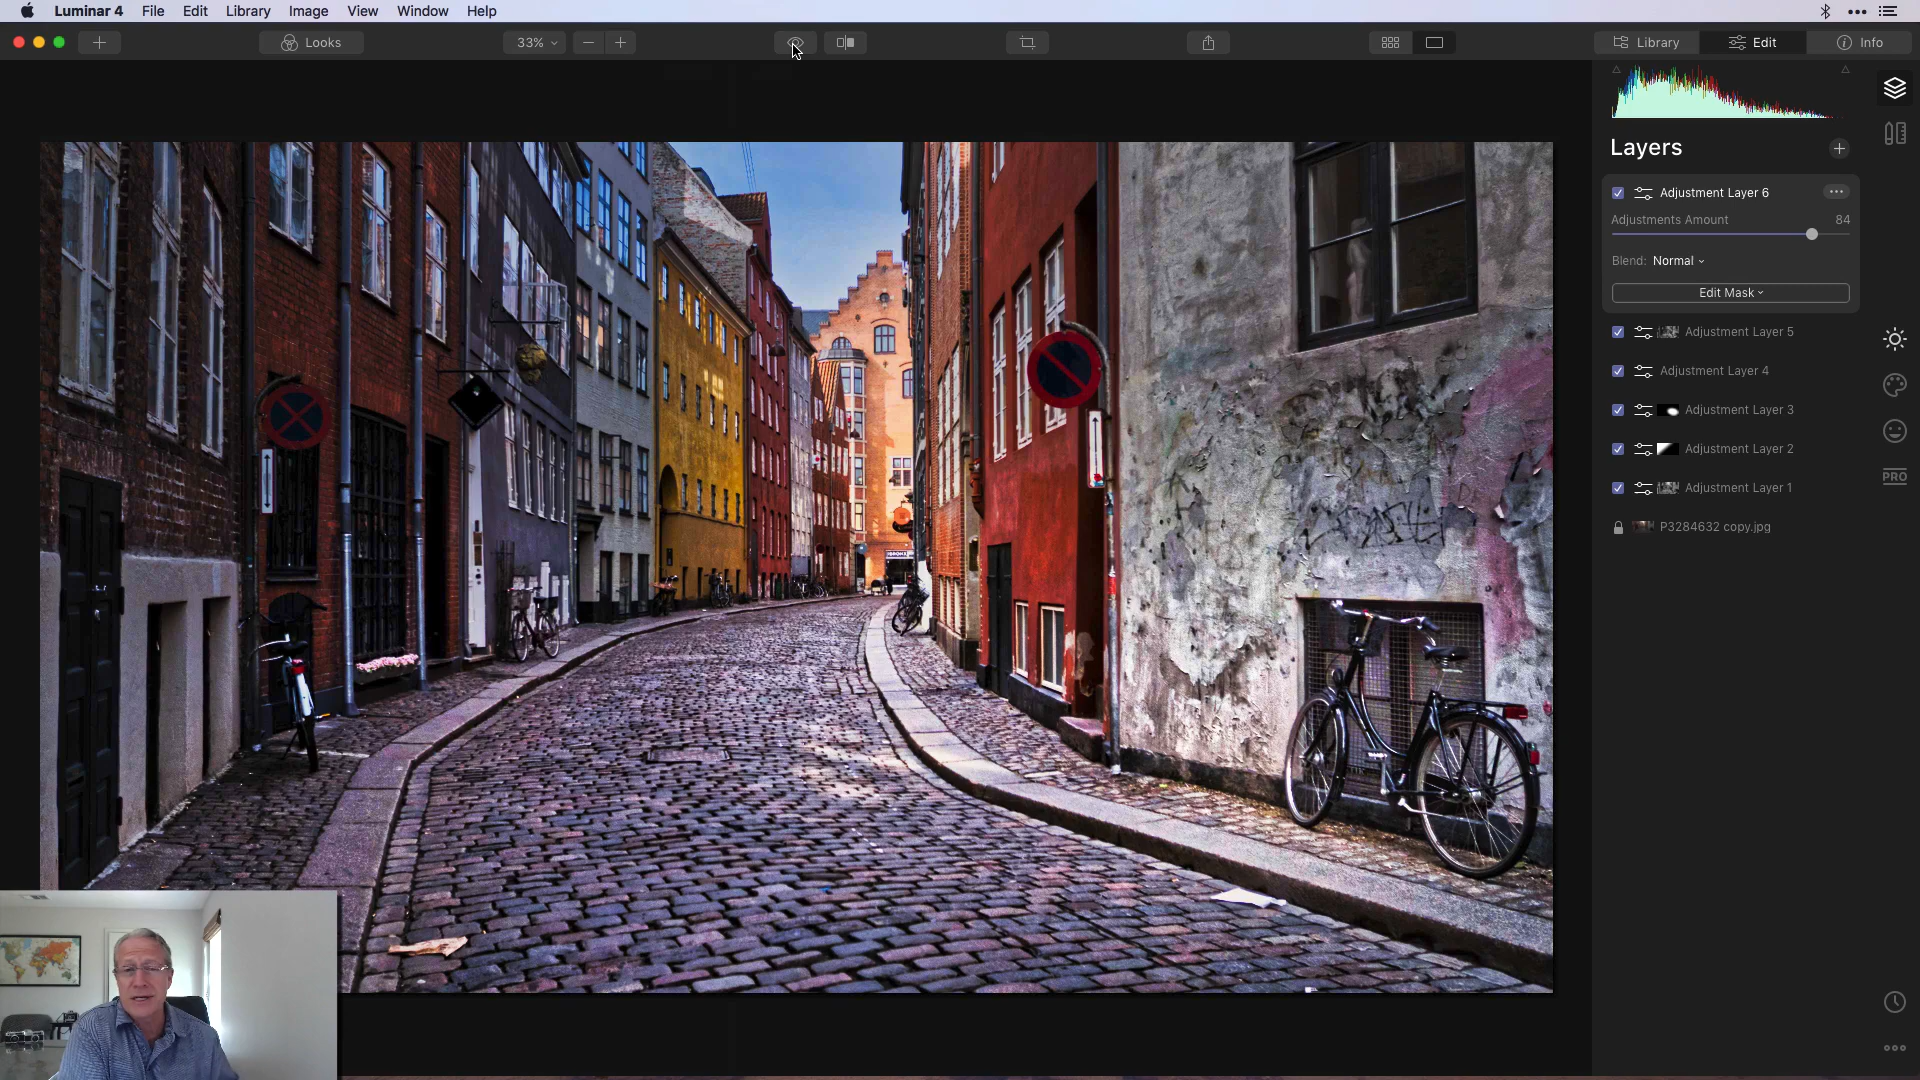 Luminar 4 File Edit Library Image View Window Help
Looks 33% Library Edit Info
Layers
Adjustment Layer 6
Adjustments Amount 84
Blend: Normal
Edit Mask
Adjustment Layer 5
Adjustment Layer 4
Adjustment Layer 3
Adjustment Layer 2
PRO
Adjustment Layer 1
P3284632 copy.jpg